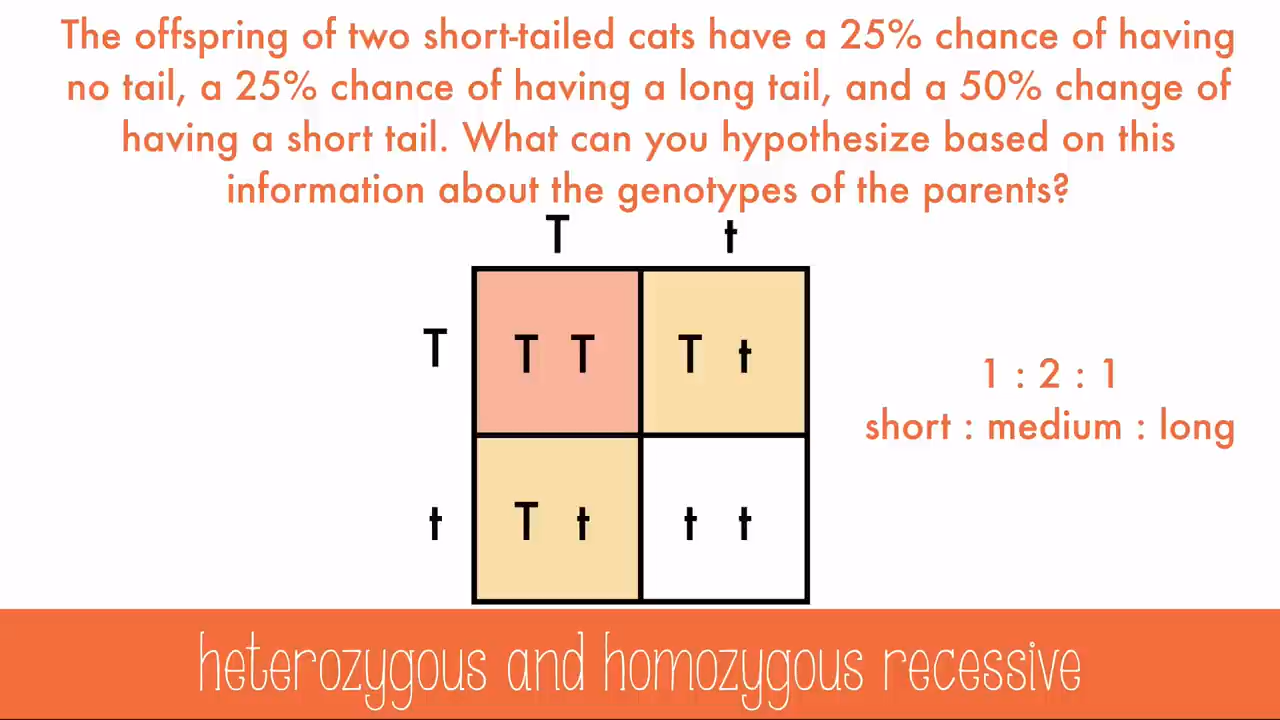 The offspring of two short-tailed cats have a 25% chance of having
no tail, a 25% chance of having a long tail, and a 50% change of
having a short tail. What can you hypothesize based on this
information about the genotypes of the parents?
T t
T T T T t
1 : 2 : 1
short : medium : long
t T t t t
heterozygous and homozygous recessive